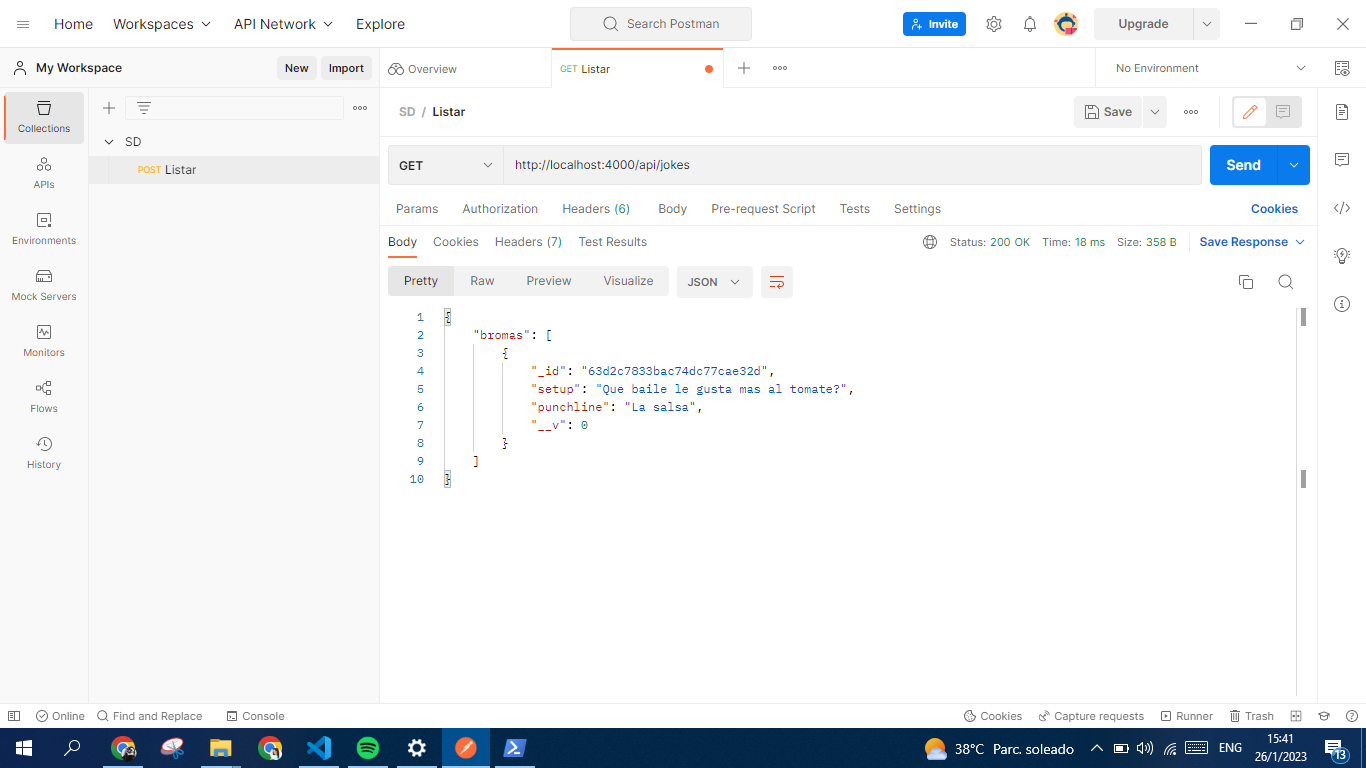 Home Workspaces API Network Explore Search Postman Invite Upgrade
My Workspace New Import Overview GET Listar No Environment
Collections
APIs
Environments
Mock Servers
Monitors
Flows
History
SD
POST Listar
SD / Listar Save
GET http://localhost:4000/api/jokes Send
Params Authorization Headers (6) Body Pre-request Script Tests Settings Cookies
Body Cookies Headers (7) Test Results Status: 200 OK Time: 18 ms Size: 358 B Save Response
Pretty Raw Preview Visualize JSON
1 {
2 "bromas": [
3 {
4 "_id": "63d2c7833bac74dc77cae32d",
5 "setup": "Que baile le gusta mas al tomate?",
6 "punchline": "La salsa",
7 "__v": 0
8 }
9 ]
10 }
Online Find and Replace Console Cookies Capture requests Runner Trash
38°C Parc. soleado ENG 15:41
26/1/2023 13